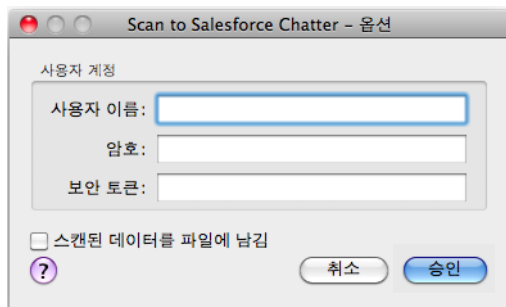 Scan to Salesforce Chatter – 옵션
사용자 계정
사용자 이름:
암호:
보안 토큰:
스캔된 데이터를 파일에 남김
?
취소
승인